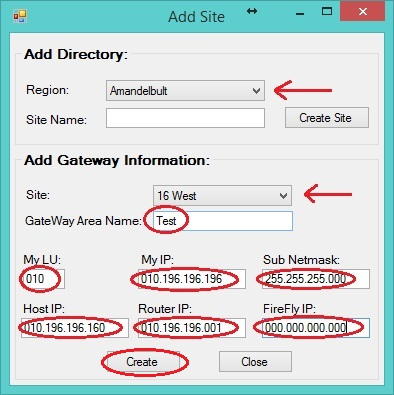 Add Site
Add Directory:
Region: Amandelbult
Site Name: Create Site
Add Gateway Information:
Site: 16 West
GateWay Area Name: Test
My LU: My IP: Sub Netmask:
010 010.196.196.196 255.255.255.000
Host IP: Router IP: FireFly IP:
010.196.196.160 010.196.196.001 000.000.000.000
Create Close